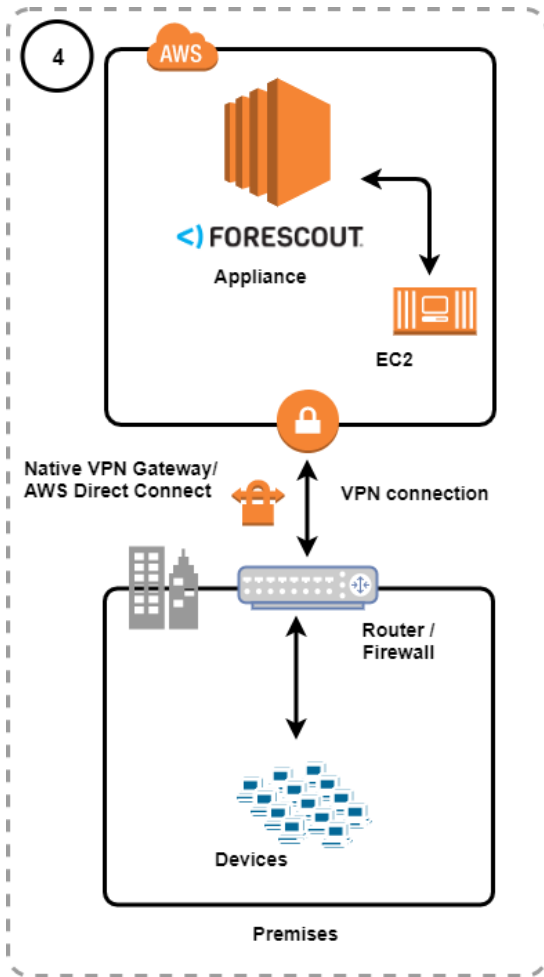 4
AWS
<) FORESCOUT.
Appliance
EC2
Native VPN Gateway/
AWS Direct Connect
VPN connection
Router /
Firewall
Devices
Premises